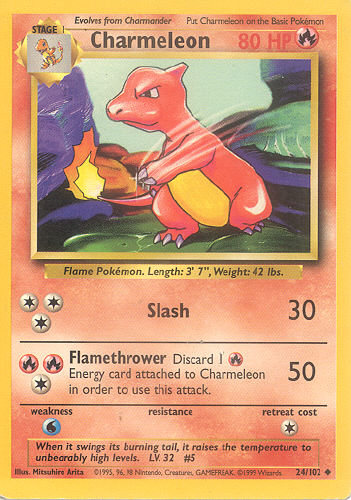 Evolves from Charmander Put Charmeleon on the Basic Pokémon
STAGE 1
Charmeleon 80 HP
Flame Pokémon. Length: 3' 7", Weight: 42 lbs.
Slash 30
Flamethrower Discard 1
Energy card attached to Charmeleon
in order to use this attack.
50
weakness resistance retreat cost
When it swings its burning tail, it raises the temperature to
unbearably high levels. LV. 32 #5
Illus. Mitsuhiro Arita ©1995, 96, 98 Nintendo, Creatures, GAMEFREAK. ©1999 Wizards. 24/102